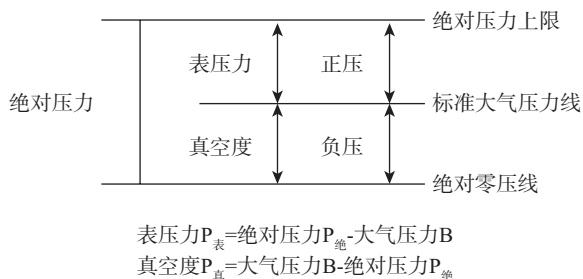 绝对压力上限
表压力
正压
绝对压力
标准大气压力线
真空度
负压
绝对零压线
表压力P表=绝对压力P绝-大气压力B
真空度P真=大气压力B-绝对压力P绝